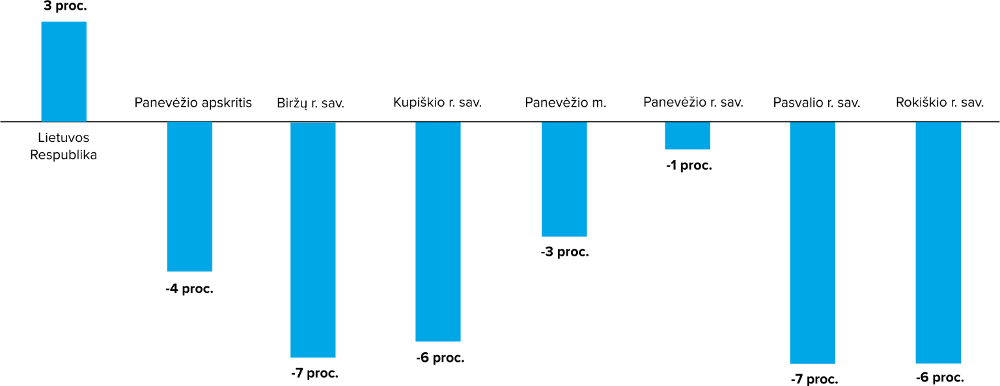 3 proc.
Panevėžio apskritis
Biržų r. sav.
Kupiškio r. sav.
Panevėžio m.
Panevėžio r. sav.
Pasvalio r. sav.
Rokiškio r. sav.
Lietuvos
Respublika
-1 proc.
-3 proc.
-4 proc.
-6 proc.
-7 proc.
-7 proc.
-6 proc.